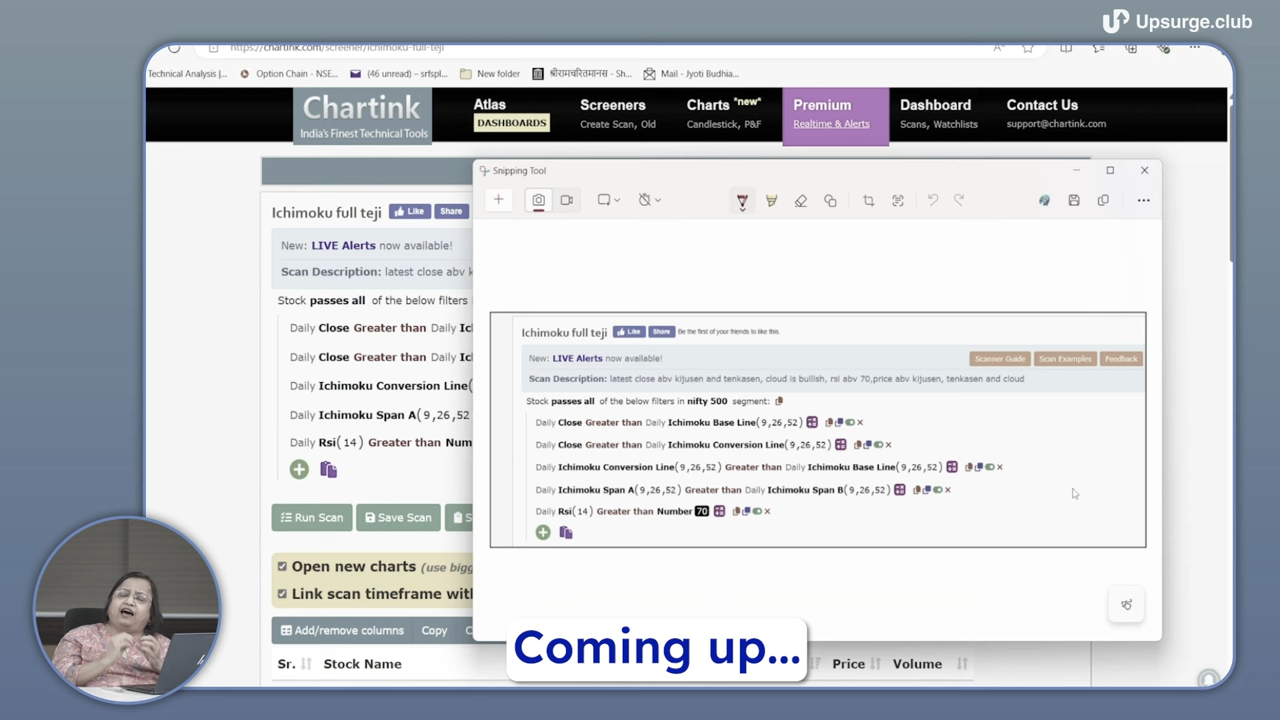 Upsurge.club
https://chartink.com/screener/ichimoku-full-teji
Technical Analysis |... Option Chain - NSE... (46 unread) – srfspl... New folder श्रीरामचरितमानस - Sh... Mail - Jyoti Budhia...
Chartink
India's Finest Technical Tools
Atlas
DASHBOARDS
Screeners
Create Scan, Old
Charts "new"
Candlestick, P&F
Premium
Realtime & Alerts
Dashboard
Scans, Watchlists
Contact Us
support@chartink.com
Ichimoku full teji Like Share
New: LIVE Alerts now available!
Scan Description: latest close abv k
Stock passes all of the below filters i
Daily Close Greater than Daily Ic
Daily Close Greater than Daily Ic
Daily Ichimoku Conversion Line(
Daily Ichimoku Span A(9,26,52
Daily Rsi(14) Greater than Num
Run Scan Save Scan S
Open new charts (use bigg
Link scan timeframe wit
Add/remove columns Copy C
Sr. Stock Name Price Volume
Snipping Tool
Ichimoku full teji Like Share Be the first of your friends to like this.
New: LIVE Alerts now available! Scanner Guide Scan Examples Feedback
Scan Description: latest close abv kijusen and tenkasen, cloud is bullish, rsi abv 70,price abv kijusen, tenkasen and cloud
Stock passes all of the below filters in nifty 500 segment:
Daily Close Greater than Daily Ichimoku Base Line(9,26,52)
Daily Close Greater than Daily Ichimoku Conversion Line(9,26,52)
Daily Ichimoku Conversion Line(9,26,52) Greater than Daily Ichimoku Base Line(9,26,52)
Daily Ichimoku Span A(9,26,52) Greater than Daily Ichimoku Span B(9,26,52)
Daily Rsi(14) Greater than Number 70
Coming up...